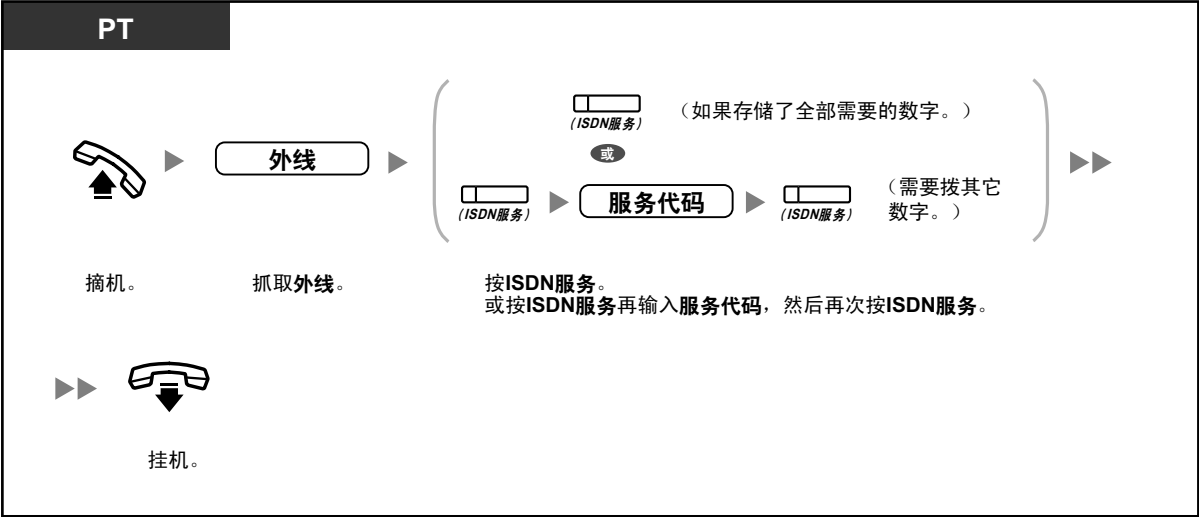 PT
（如果存储了全部需要的数字。）
(ISDN服务)
或
外线
服务代码
(ISDN服务)
(ISDN服务)
（需要拨其它
数字。）
摘机。
抓取外线。
按ISDN服务。
或按ISDN服务再输入服务代码，然后再次按ISDN服务。
挂机。